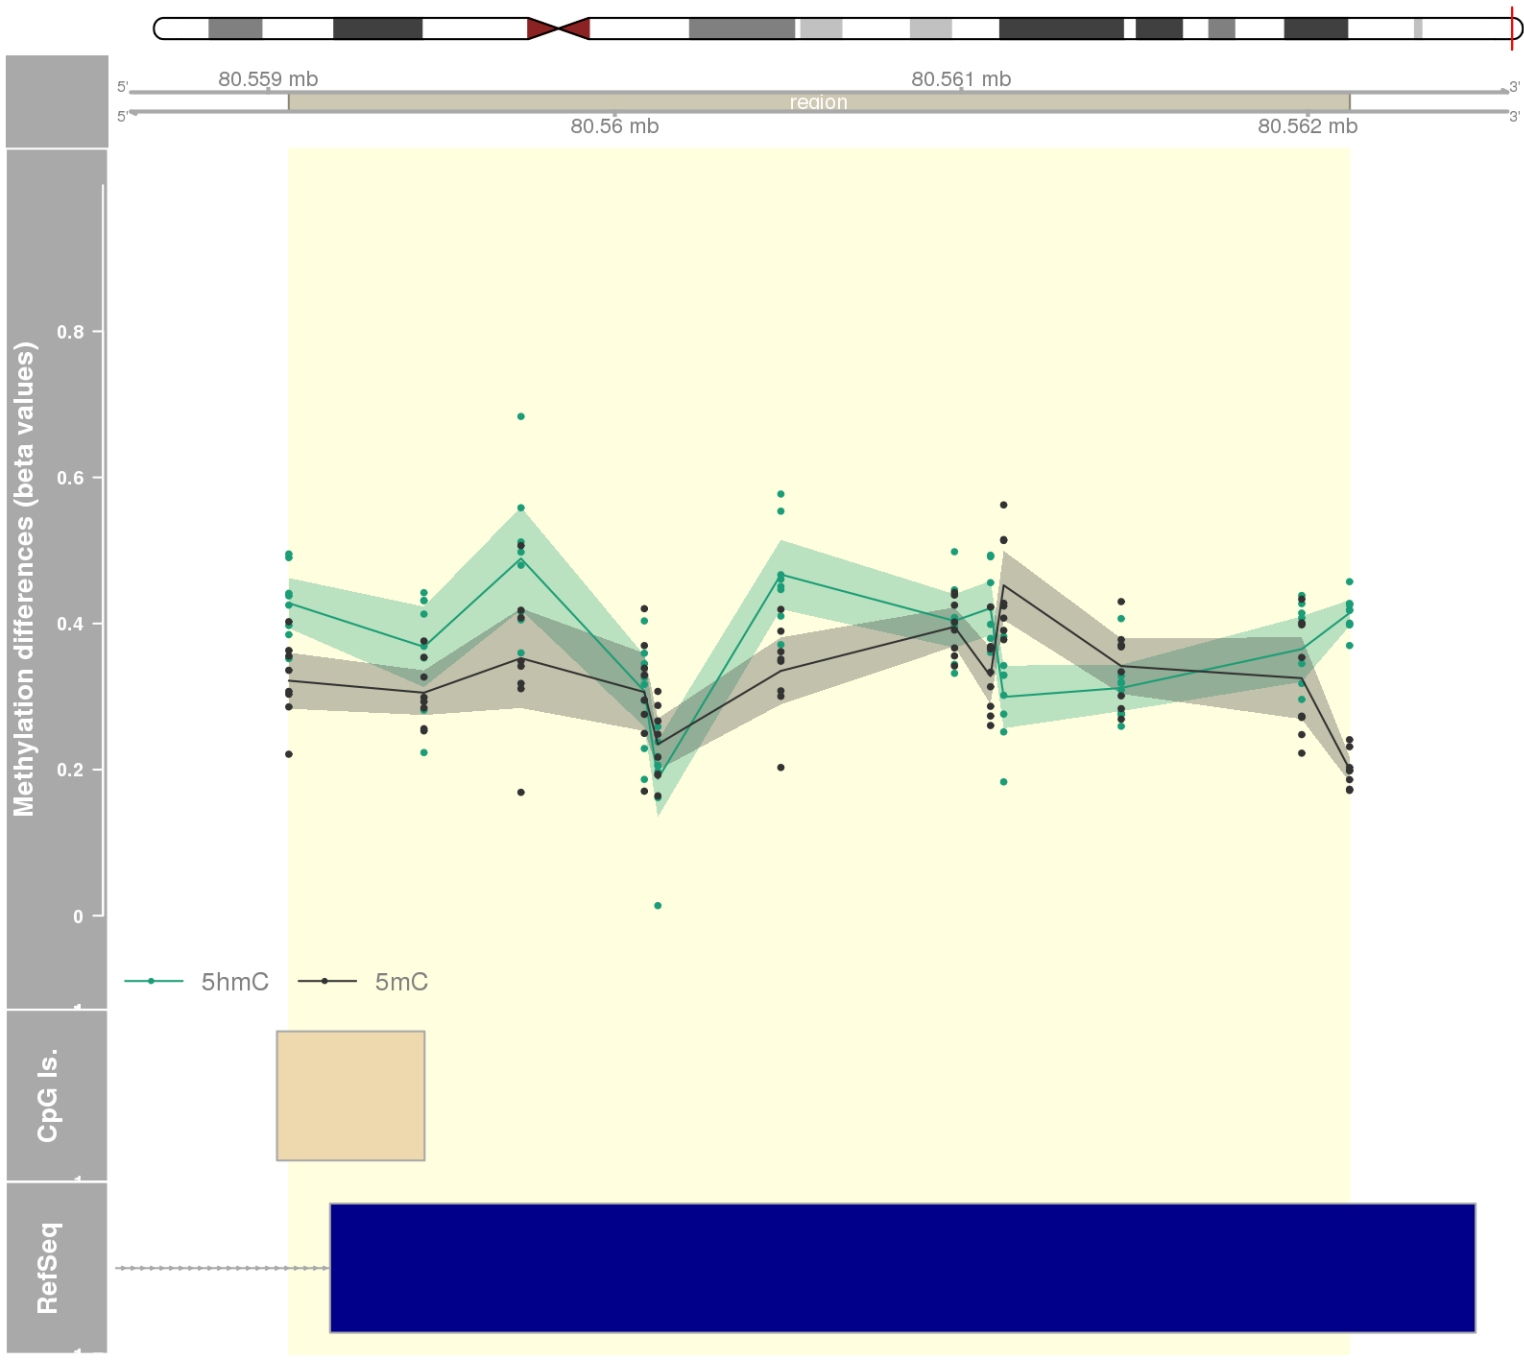 80.559 mb
80.561 mb
5'
3'
region
5'
3'
80.56 mb
80.562 mb
Methylation differences (beta values)
0.8
0.6
0.4
0.2
0
5hmC
5mC
CpG Is.
RefSeq